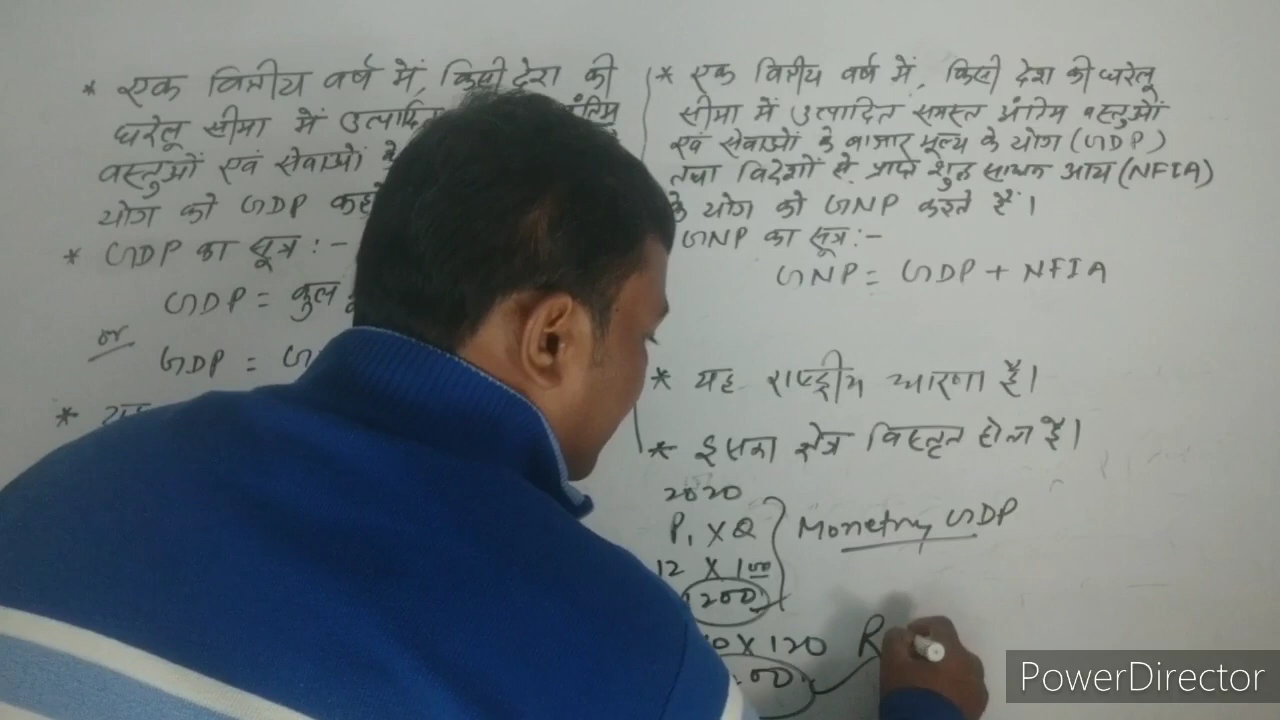 * एक वित्तीय वर्ष में, किसी देश की
घरेलू सीमा में उत्पादित
वस्तुओं एवं सेवाओं
योग को GDP
* GDP का सूत्र :-
GDP = कुल
or
GDP =
*
* एक वित्तीय वर्ष में, किसी देश की घरेलू
सीमा में उत्पादित समस्त अंतिम वस्तुओं
एवं सेवाओं के बाजार मूल्य के योग (GDP)
तथा विदेशों से प्राप्त शुद्ध साधन आय (NFIA)
के योग को GNP कहते हैं।
GNP का सूत्र :-
GNP = GDP + NFIA
* यह राष्ट्रीय धारणा है।
* इसका क्षेत्र विस्तृत होता है।
2020
P₁ X Q
12 X 100
1200
Monetry GDP
X 120 R
PowerDirector